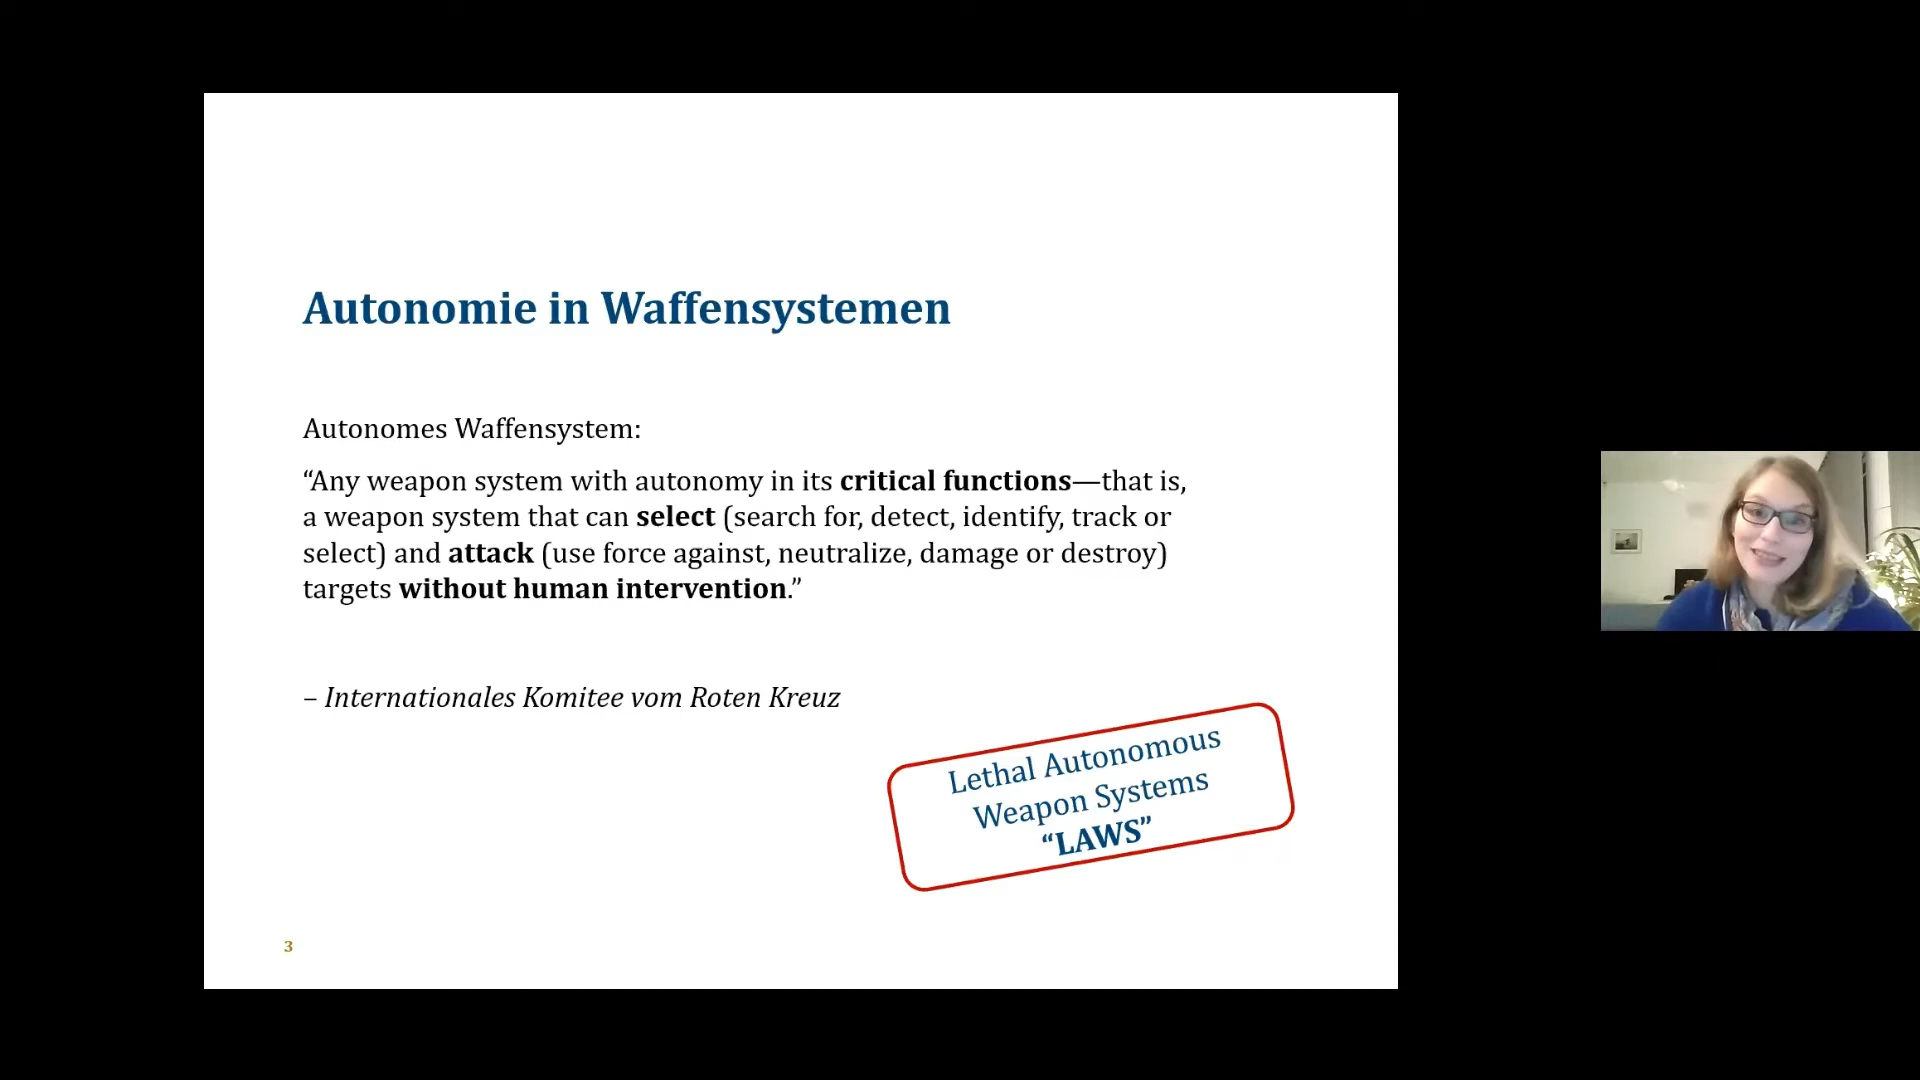 Autonomie in Waffensystemen
Autonomes Waffensystem:
“Any weapon system with autonomy in its critical functions—that is,
a weapon system that can select (search for, detect, identify, track or
select) and attack (use force against, neutralize, damage or destroy)
targets without human intervention.”
– Internationales Komitee vom Roten Kreuz
Lethal Autonomous
Weapon Systems
“LAWS”
3